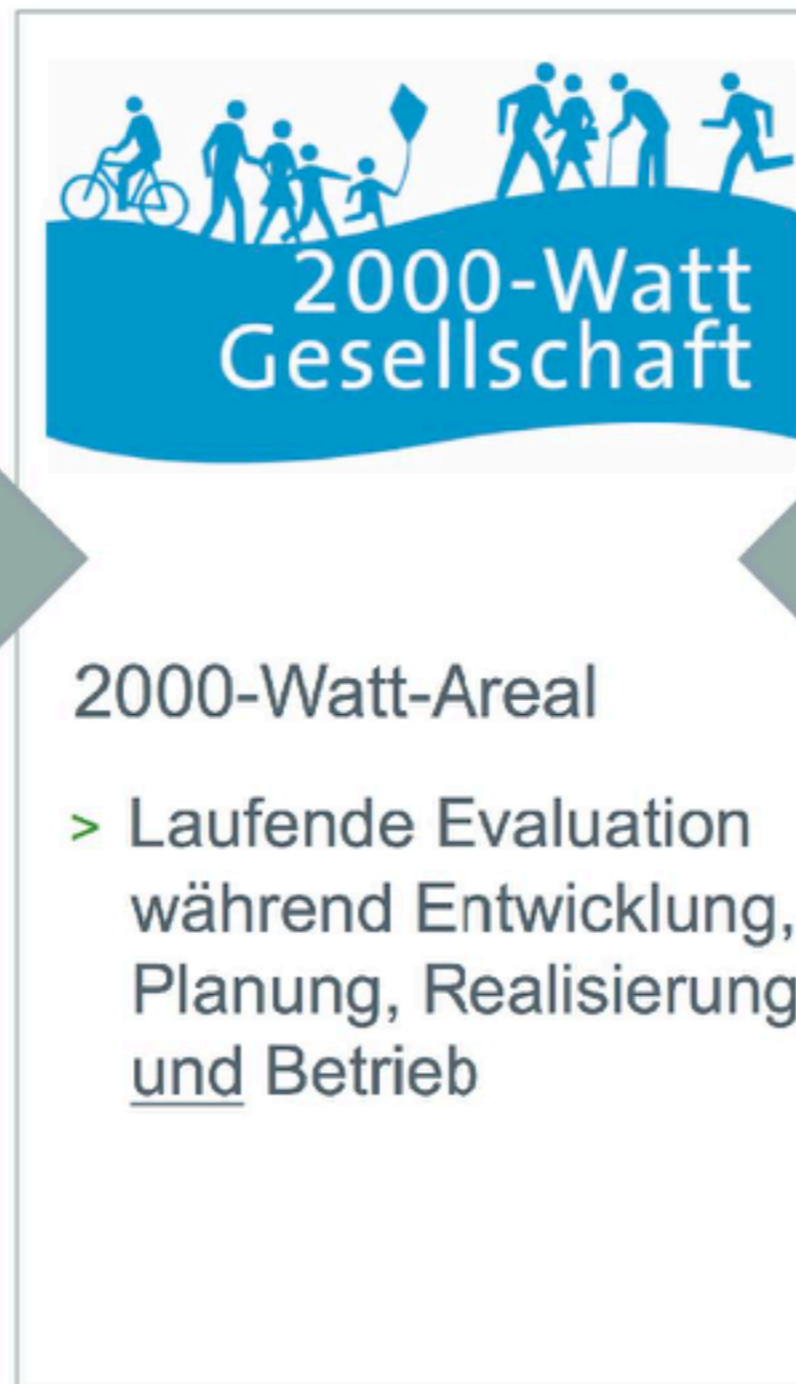 2000-Watt
Gesellschaft
2000-Watt-Areal
> Laufende Evaluation
während Entwicklung,
Planung, Realisierung
und Betrieb